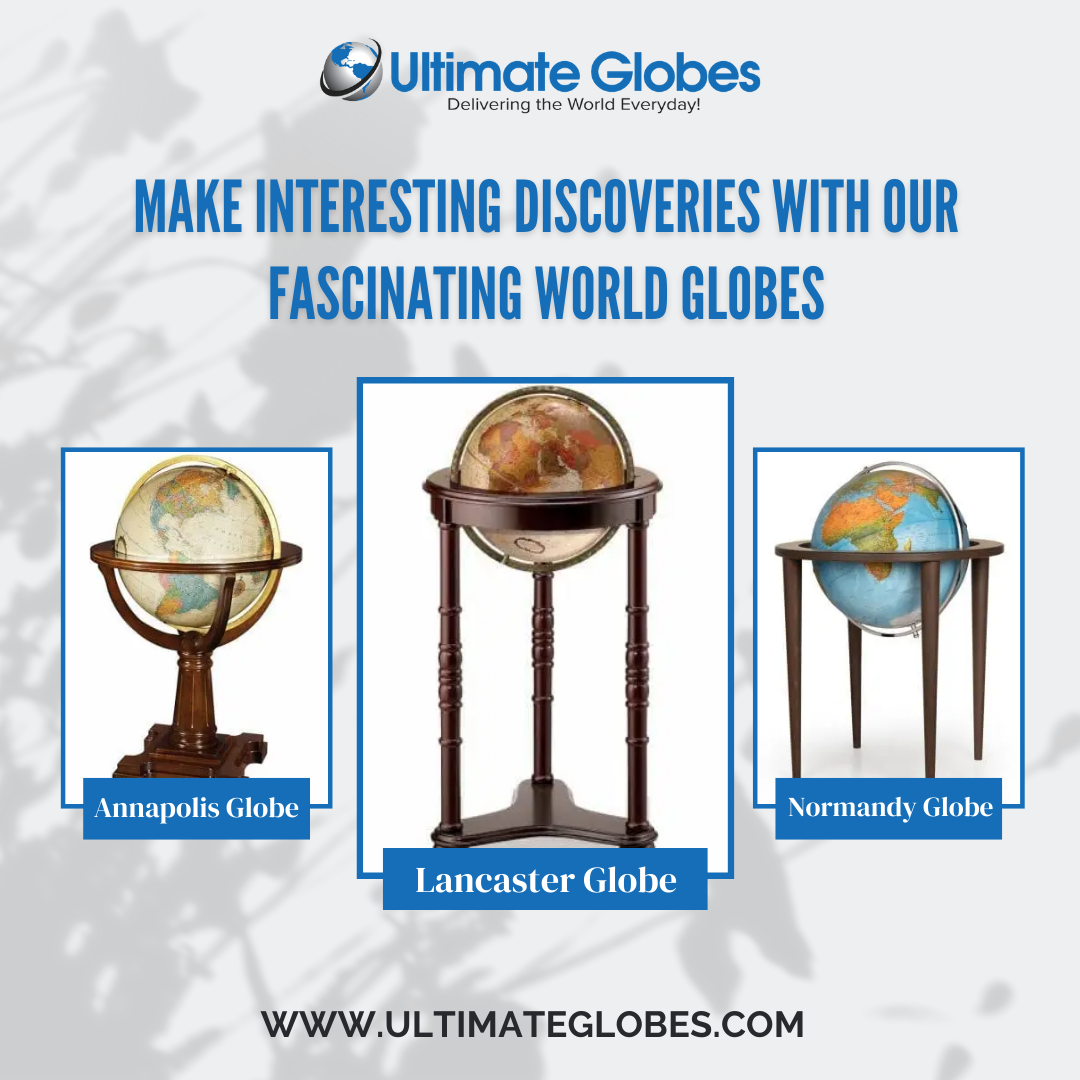 Ultimate Globes
Delivering the World Everyday!
MAKE INTERESTING DISCOVERIES WITH OUR
FASCINATING WORLD GLOBES
Annapolis Globe
Lancaster Globe
Normandy Globe
WWW.ULTIMATEGLOBES.COM